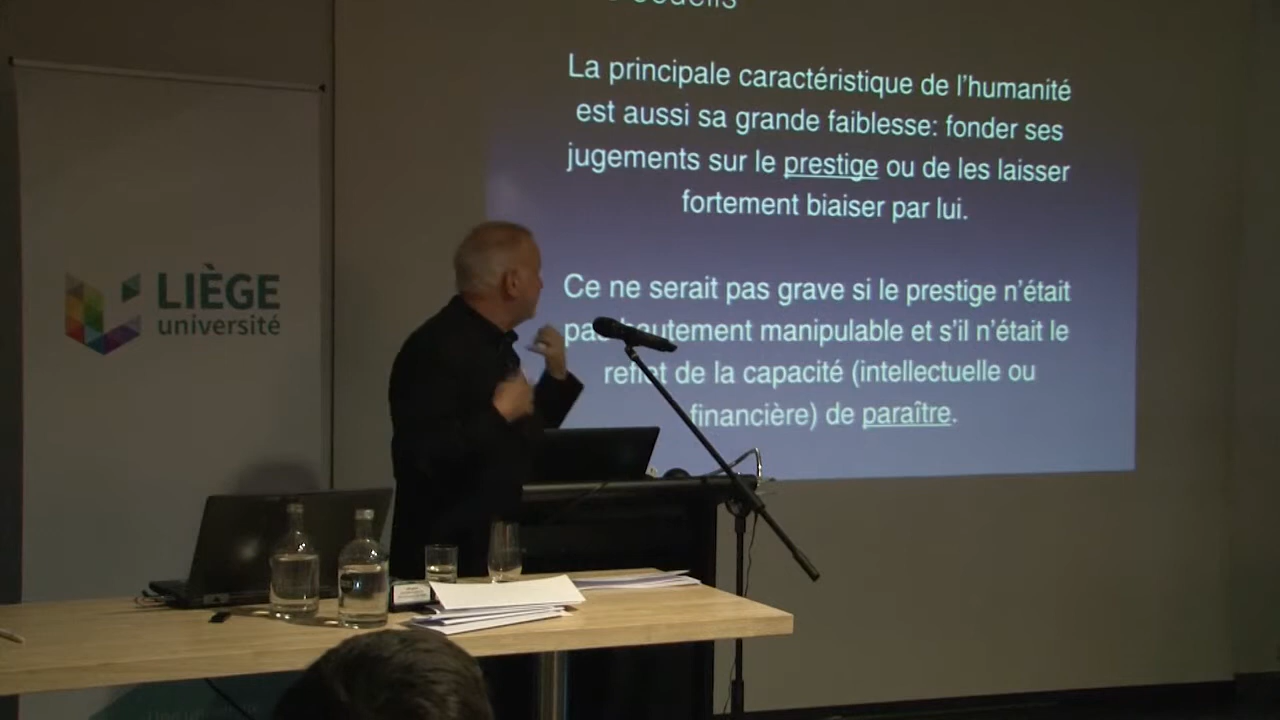 La principale caractéristique de l'humanité
est aussi sa grande faiblesse: fonder ses
jugements sur le prestige ou de les laisser
fortement biaiser par lui.
Ce ne serait pas grave si le prestige n'était
hautement manipulable et s'il n'était le
reflet de la capacité (intellectuelle ou
financière) de paraître.
LIÈGE
université